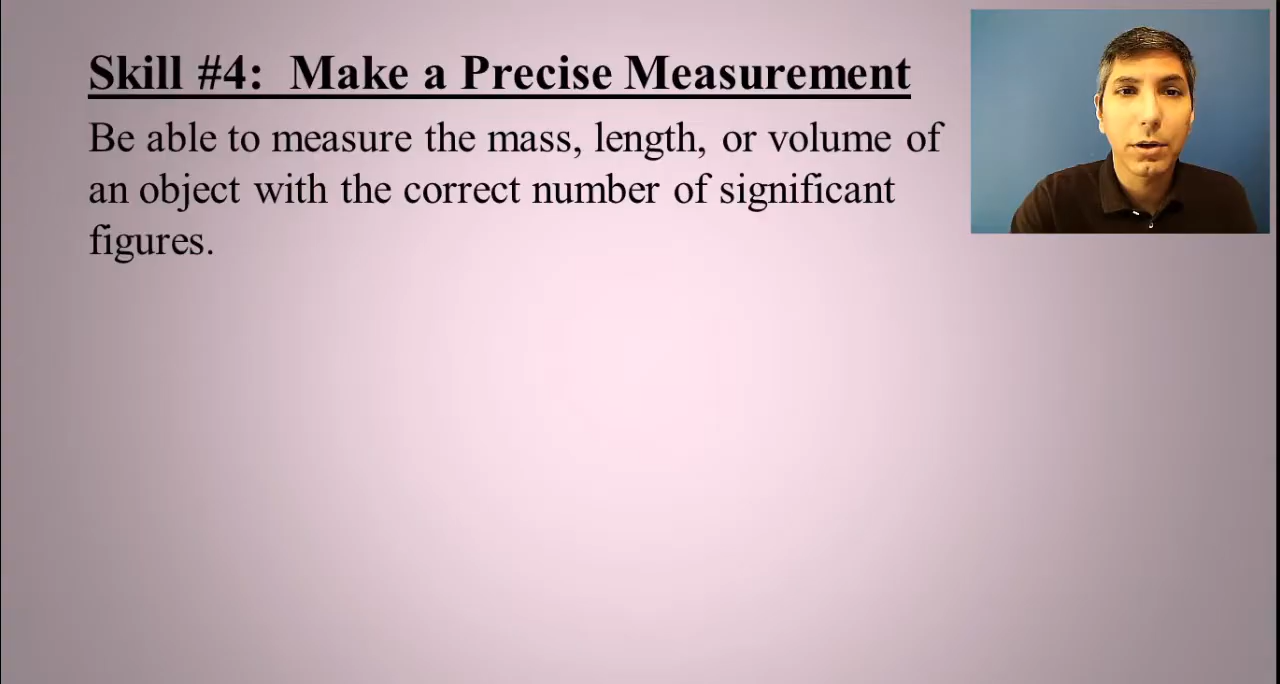 Skill #4:  Make a Precise Measurement
Be able to measure the mass, length, or volume of
an object with the correct number of significant
figures.